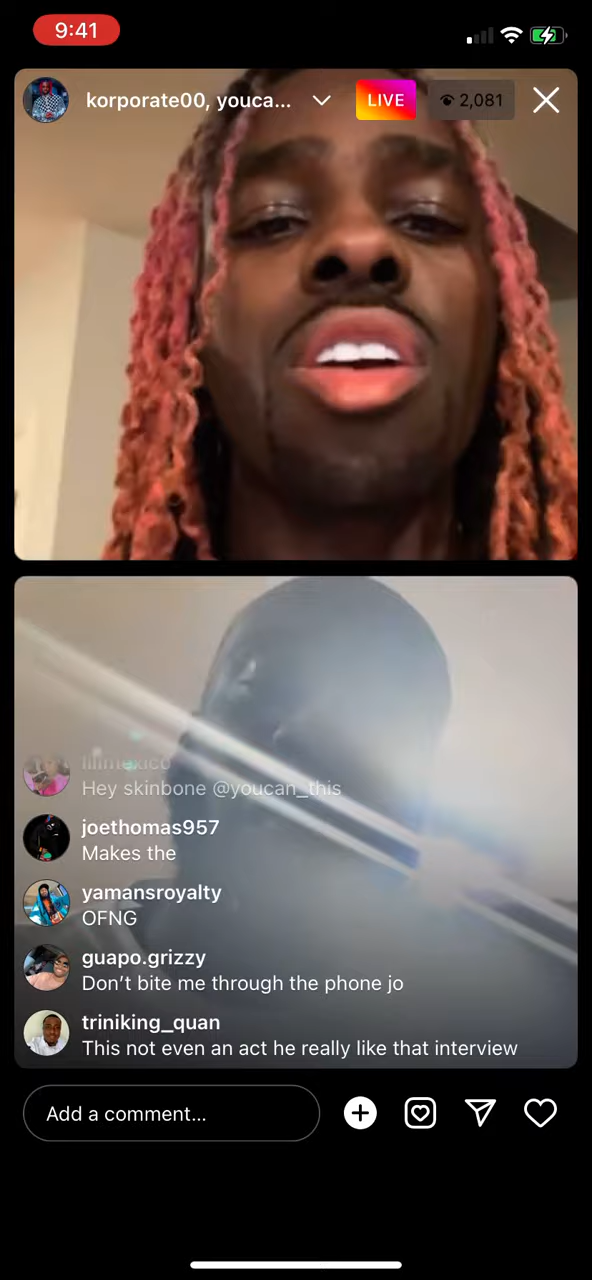 9:41
korporate00, youca...
LIVE
2,081
lilimexico
Hey skinbone @youcan_this
joethomas957
Makes the
yamansroyalty
OFNG
guapo.grizzy
Don’t bite me through the phone jo
triniking_quan
This not even an act he really like that interview
Add a comment...